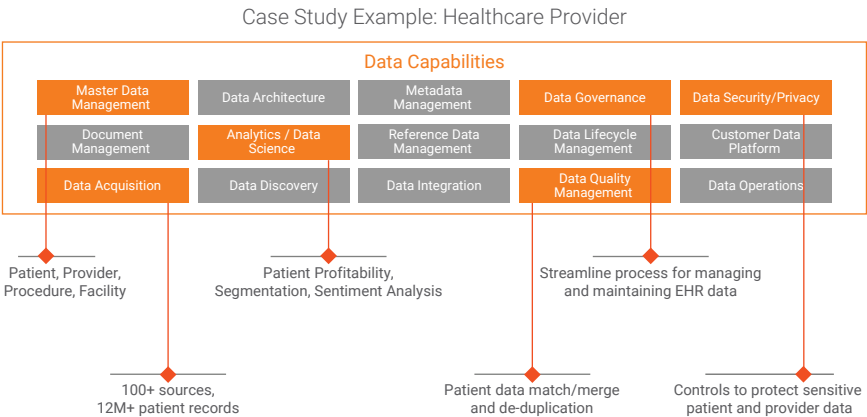 Case Study Example: Healthcare Provider
Data Capabilities
Master Data
Management
Data Architecture
Metadata
Management
Data Governance
Data Security/Privacy
Document
Management
Analytics / Data
Science
Reference Data
Management
Data Lifecycle
Management
Customer Data
Platform
Data Acquisition
Data Discovery
Data Integration
Data Quality
Management
Data Operations
Patient, Provider,
Procedure, Facility
Patient Profitability,
Segmentation, Sentiment Analysis
Streamline process for managing
and maintaining EHR data
100+ sources,
12M+ patient records
Patient data match/merge
and de-duplication
Controls to protect sensitive
patient and provider data